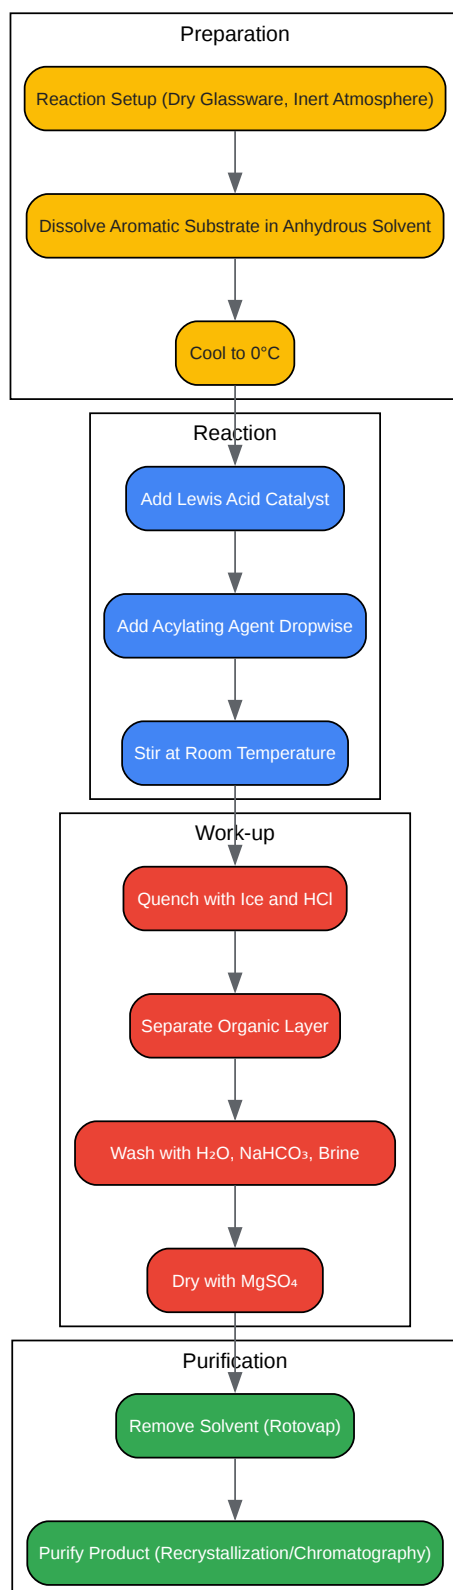 Preparation
Reaction Setup (Dry Glassware, Inert Atmosphere)
Dissolve Aromatic Substrate in Anhydrous Solvent
Cool to 0°C
Reaction
Add Lewis Acid Catalyst
Add Acylating Agent Dropwise
Stir at Room Temperature
Work-up
Quench with Ice and HCl
Separate Organic Layer
Wash with H₂O, NaHCO₃, Brine
Dry with MgSO₄
Purification
Remove Solvent (Rotovap)
Purify Product (Recrystallization/Chromatography)